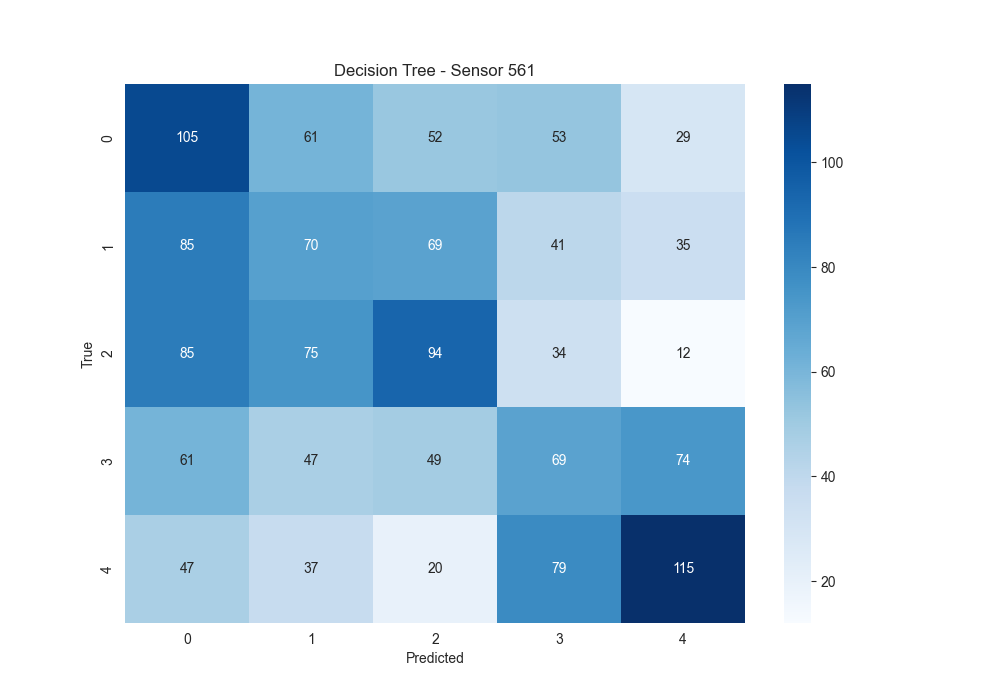 Decision Tree - Sensor 561
0 105 61 52 53 29
1 85 70 69 41 35
2 85 75 94 34 12
3 61 47 49 69 74
4 47 37 20 79 115
True
0 1 2 3 4
Predicted
100
80
60
40
20